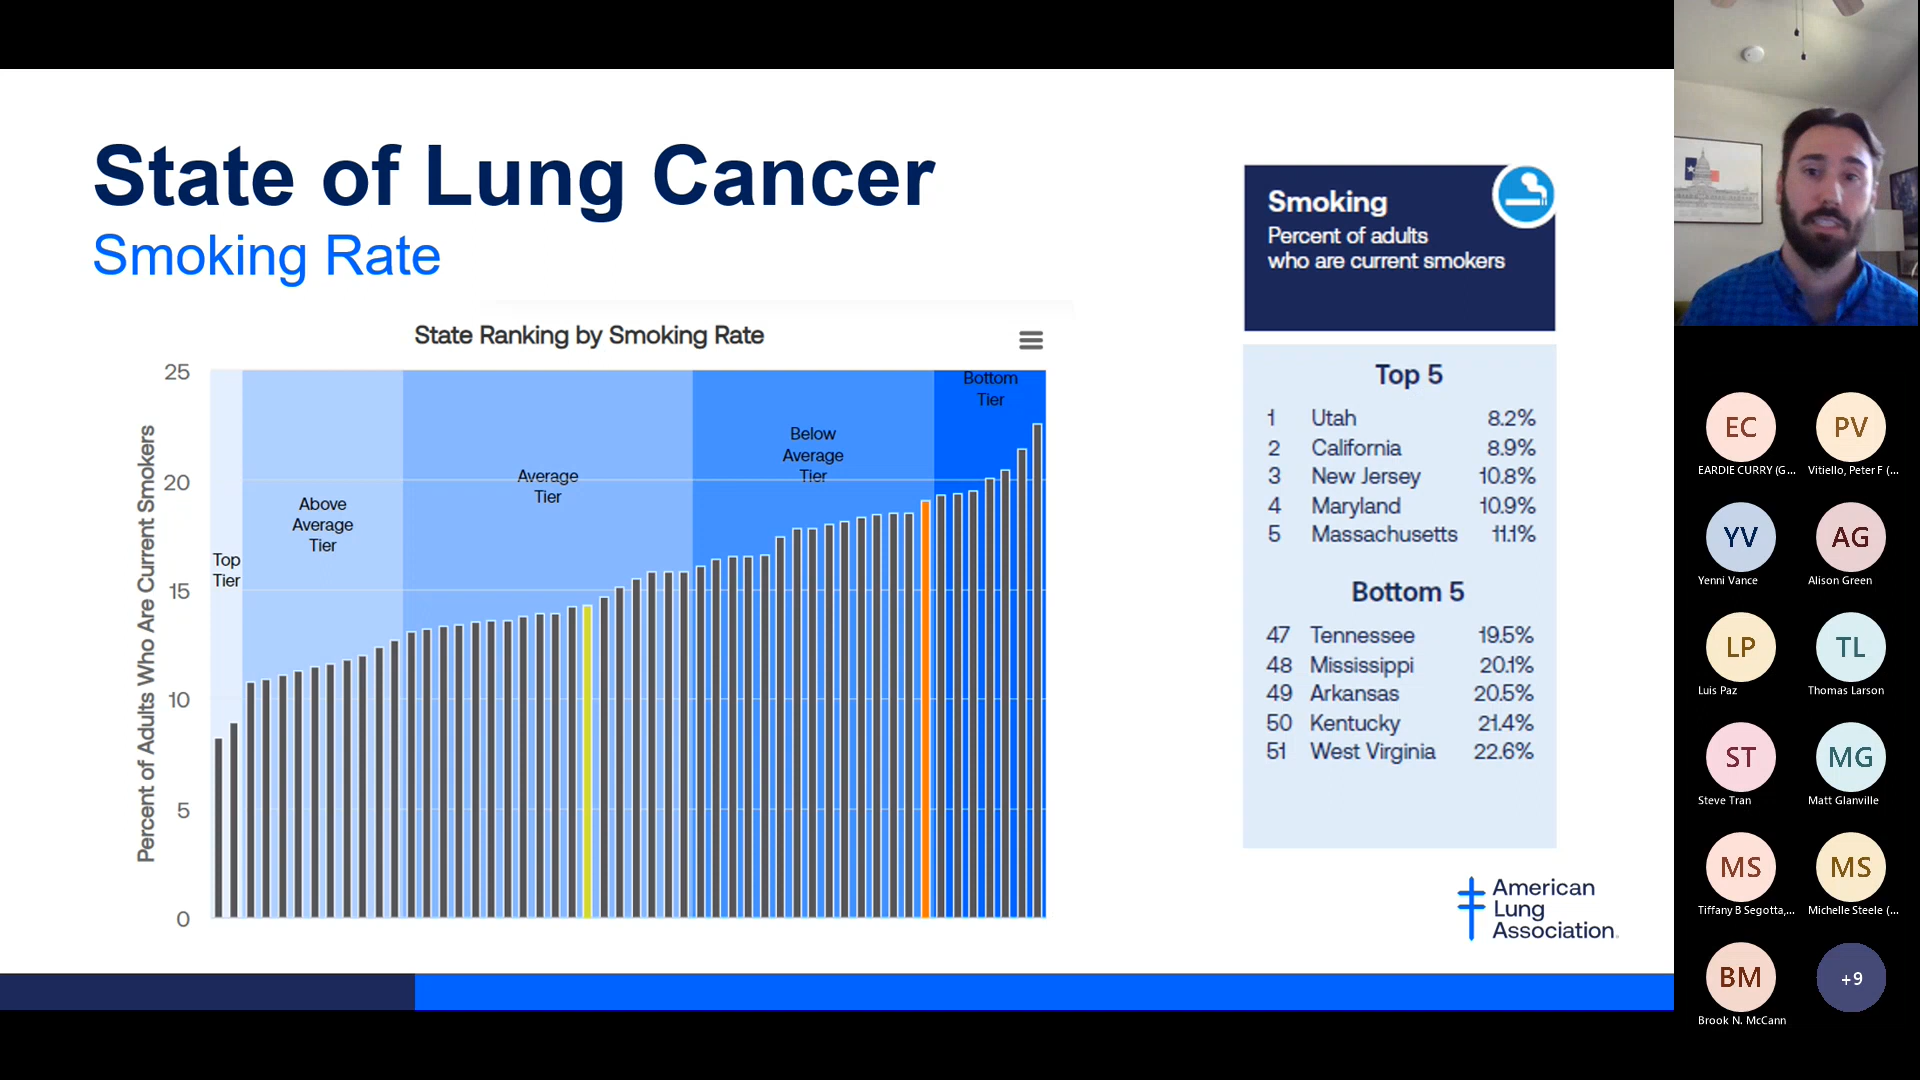 State of Lung Cancer
Smoking Rate
State Ranking by Smoking Rate
Percent of Adults Who Are Current Smokers
25
20
15
10
5
0
Top
Tier
Above
Average
Tier
Average
Tier
Below
Average
Tier
Bottom
Tier
Smoking
Percent of adults
who are current smokers
Top 5
1 Utah 8.2%
2 California 8.9%
3 New Jersey 10.8%
4 Maryland 10.9%
5 Massachusetts 11.1%
Bottom 5
47 Tennessee 19.5%
48 Mississippi 20.1%
49 Arkansas 20.5%
50 Kentucky 21.4%
51 West Virginia 22.6%
American
Lung
Association.
EC PV
EARDIE CURRY (G... Vitiello, Peter F (...
YV AG
Yenni Vance Alison Green
LP TL
Luis Paz Thomas Larson
ST MG
Steve Tran Matt Glanville
MS MS
Tiffany B Segotta,... Michelle Steele (...
BM +9
Brook N. McCann